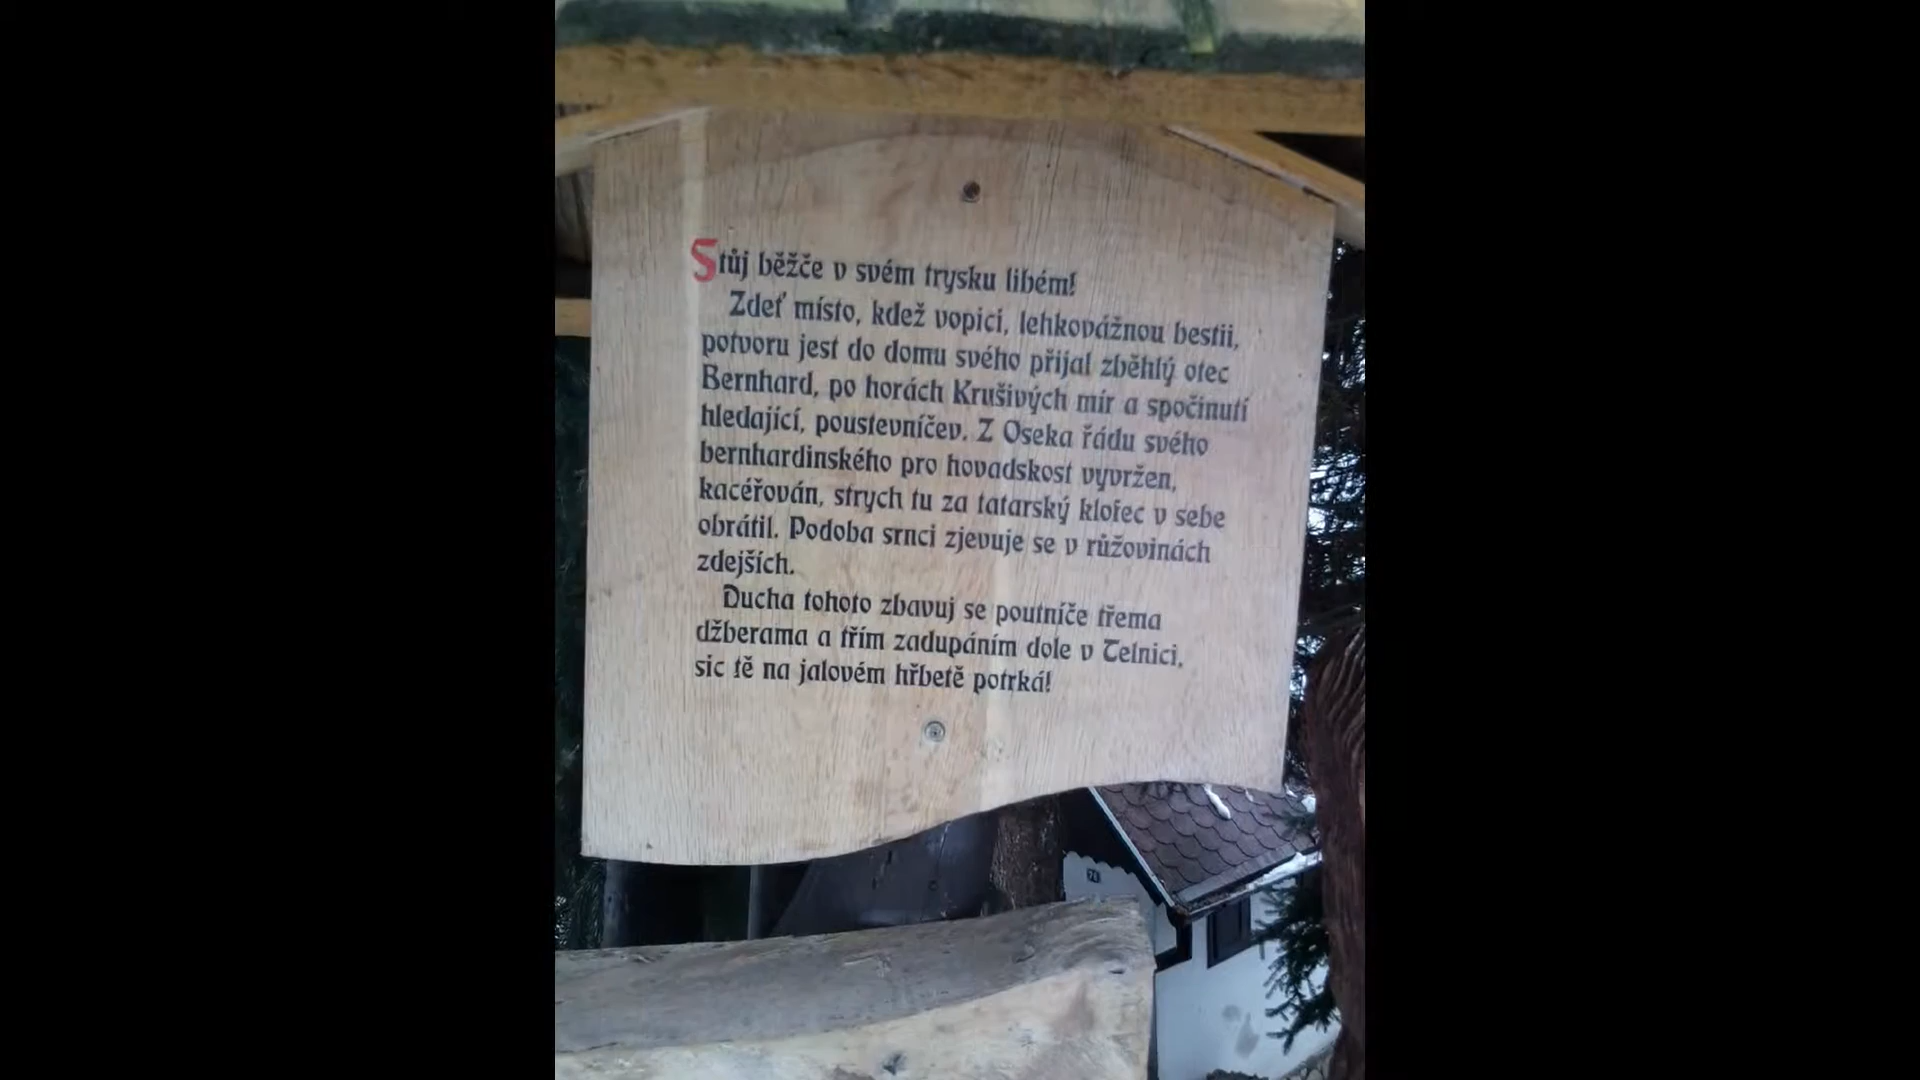 Stůj běžče v svém trysku libém!
Zdeť místo, kdež vopici, lehkovážnou bestii,
potvoru jest do domu svého přijal zběhlý otec
Bernhard, po horách Krušivých mír a spočinutí
hledající, poustevníčev. Z Oseka řádu svého
bernhardinského pro hovadskost vyvržen,
kacéřován, strych tu za tatarský kloťec v sebe
obrátil. Podoba srnci zjevuje se v růžovinách
zdejších.
Ducha tohoto zbavuj se poutníče třema
džberama a třím zadupáním dole v Telnici,
sic tě na jalovém hřbetě potrká!
76